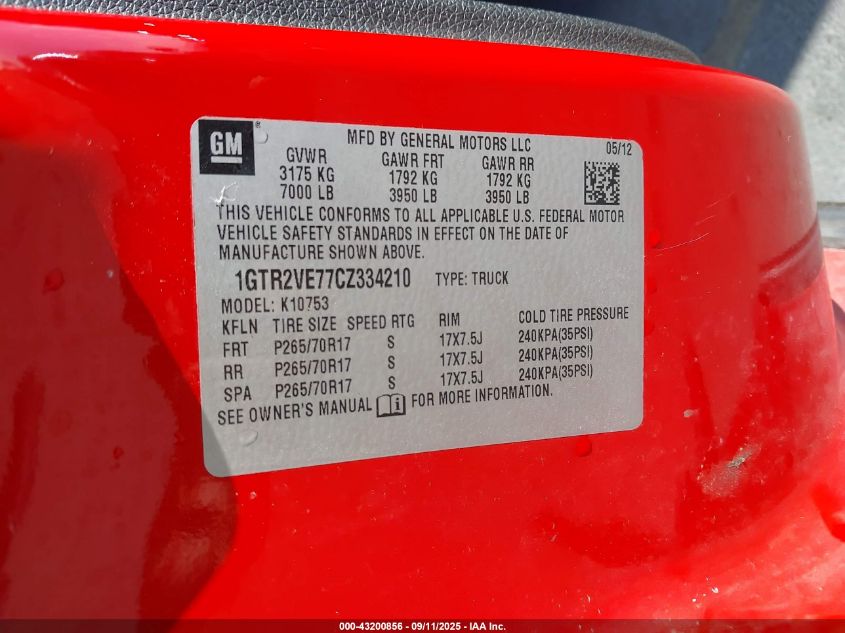 GM ®
MFD BY GENERAL MOTORS LLC
05/12
GVWR GAWR FRT GAWR RR
3175 KG 1792 KG 1792 KG
7000 LB 3950 LB 3950 LB
THIS VEHICLE CONFORMS TO ALL APPLICABLE U.S. FEDERAL MOTOR
VEHICLE SAFETY STANDARDS IN EFFECT ON THE DATE OF
MANUFACTURE SHOWN ABOVE.
1GTR2VE77CZ334210 TYPE: TRUCK
MODEL: K10753
KFLN TIRE SIZE SPEED RTG RIM COLD TIRE PRESSURE
FRT P265/70R17 S 17X7.5J 240KPA(35PSI)
RR P265/70R17 S 17X7.5J 240KPA(35PSI)
SPA P265/70R17 S 17X7.5J 240KPA(35PSI)
SEE OWNER'S MANUAL i FOR MORE INFORMATION.
000-43200856 - 09/11/2025 - IAA Inc.